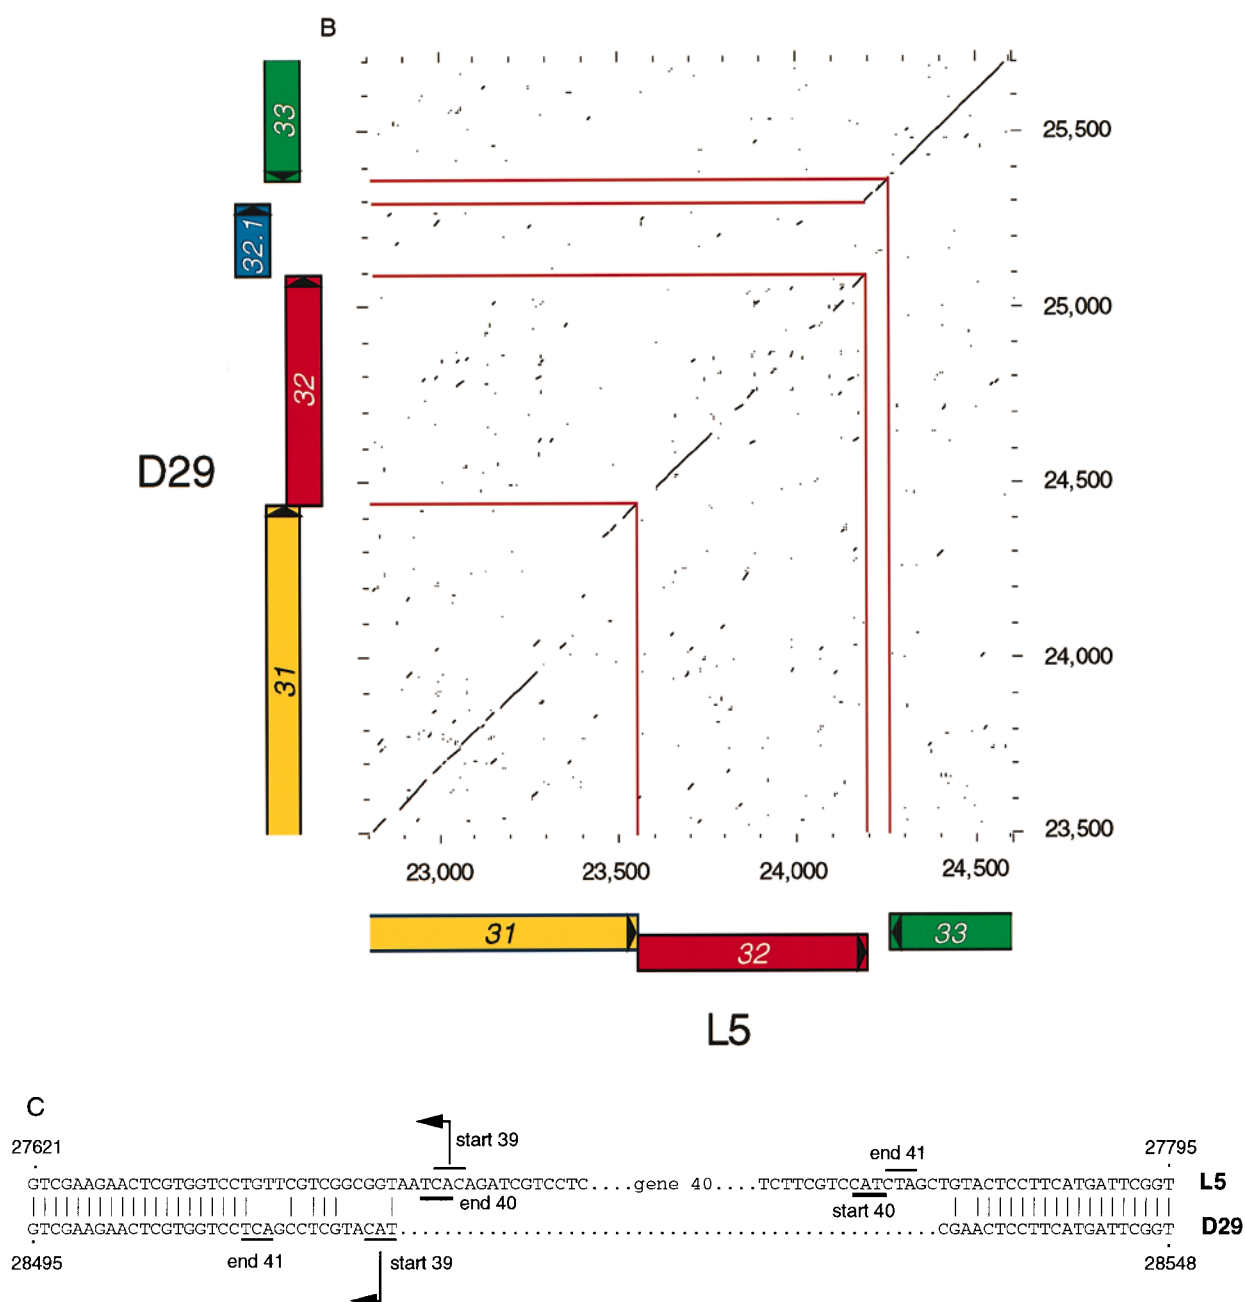 B
33
32.1
32
31
D29
25,500
25,000
24,500
24,000
23,500
23,000 23,500 24,000 24,500
31 32 33
L5
C
start 39
27621 end 41 27795
GTCGAAGAACTCGTGGTCCTGTTCGTCGGCGGTAATCACAGATCGTCCTC....gene 40....TCTTCGTCCATCTAGCTGTACTCCTTCATGATTCGGT L5
end 40 start 40
GTCGAAGAACTCGTGGTCCTCAGCCTCGTACAT..................................................CGAACTCCTTCATGATTCGGT D29
28495 end 41 start 39 28548